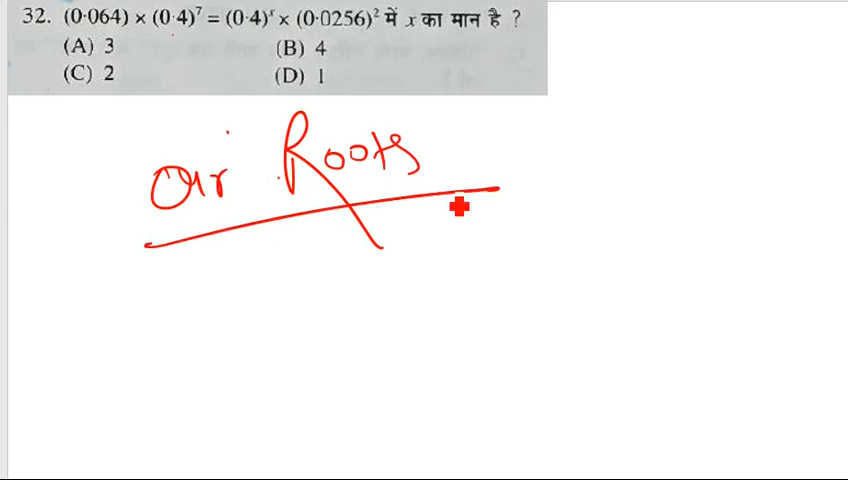 32. (0·064) × (0·4)⁷ = (0·4)ˣ × (0·0256)² में x का मान है ?
(A) 3 (B) 4
(C) 2 (D) 1
our Roots